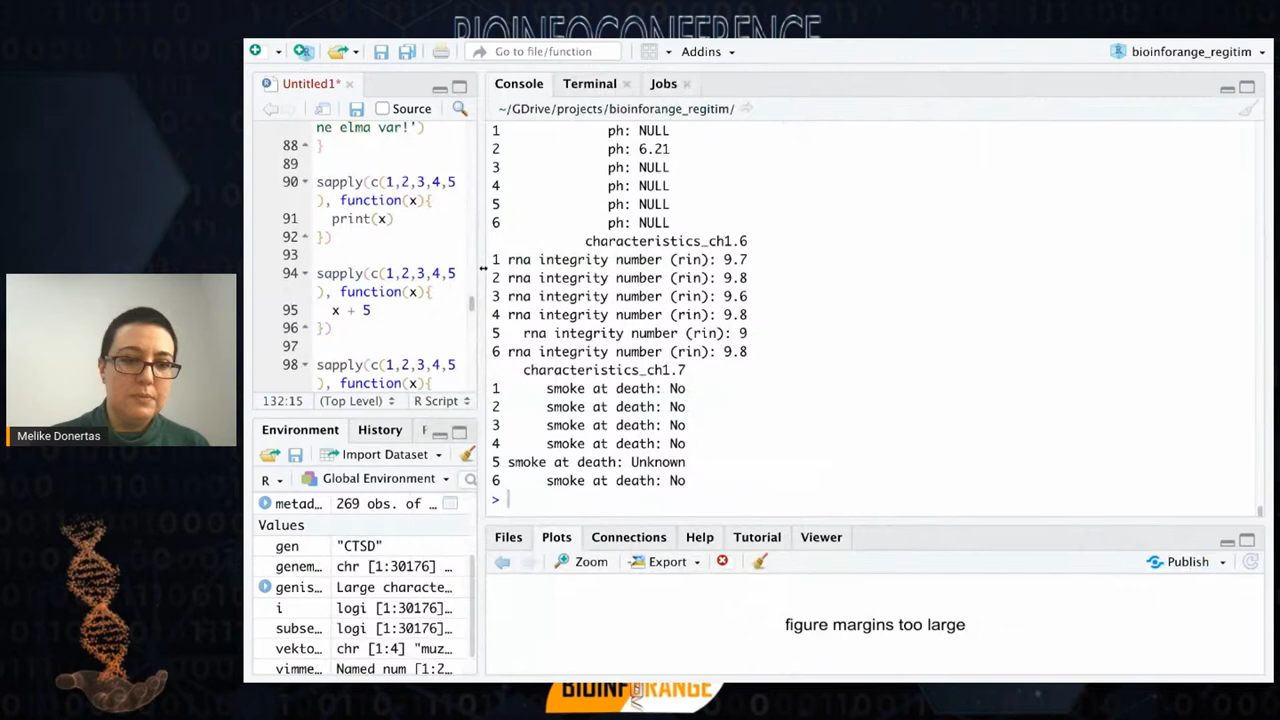 BIOINFOCONFERENCE
Go to file/function
Addins
bioinforange_regitim
Untitled1*
Source
ne elma var!')
88 }
89
90 sapply(c(1,2,3,4,5
), function(x){
91 print(x)
92 })
93
94 sapply(c(1,2,3,4,5
), function(x){
95 x + 5
96 })
97
98 sapply(c(1,2,3,4,5
), function(x){
132:15 (Top Level) R Script
Console Terminal Jobs
~/GDrive/projects/bioinforange_regitim/
1 ph: NULL
2 ph: 6.21
3 ph: NULL
4 ph: NULL
5 ph: NULL
6 ph: NULL
characteristics_ch1.6
1 rna integrity number (rin): 9.7
2 rna integrity number (rin): 9.8
3 rna integrity number (rin): 9.6
4 rna integrity number (rin): 9.8
5 rna integrity number (rin): 9
6 rna integrity number (rin): 9.8
characteristics_ch1.7
1 smoke at death: No
2 smoke at death: No
3 smoke at death: No
4 smoke at death: No
5 smoke at death: Unknown
6 smoke at death: No
>
Environment History
Import Dataset
R Global Environment
metad… 269 obs. of …
Values
gen "CTSD"
genem… chr [1:30176] …
genis… Large characte…
i logi [1:30176]…
subse… logi [1:30176]…
vekto… chr [1:4] "muz…
vimme… Named num [1:2…
Files Plots Connections Help Tutorial Viewer
Zoom Export Publish
figure margins too large
Melike Donertas
BIOINFORANGE